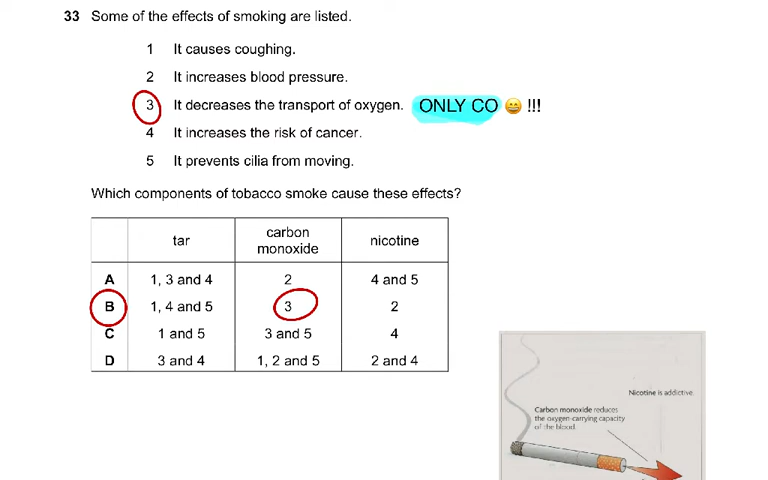 33 Some of the effects of smoking are listed.
1 It causes coughing.
2 It increases blood pressure.
3 It decreases the transport of oxygen. ONLY CO 😄 !!!
4 It increases the risk of cancer.
5 It prevents cilia from moving.
Which components of tobacco smoke cause these effects?
tar carbon monoxide nicotine
A 1, 3 and 4 2 4 and 5
B 1, 4 and 5 3 2
C 1 and 5 3 and 5 4
D 3 and 4 1, 2 and 5 2 and 4
Nicotine is addictive.
Carbon monoxide reduces
the oxygen-carrying capacity
of the blood.